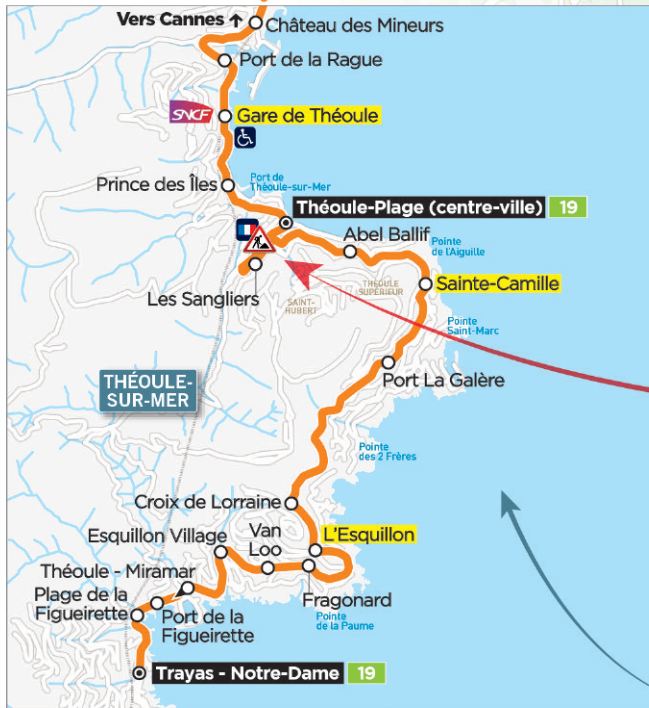 Vers Cannes ↑
Château des Mineurs
Port de la Rague
SNCF
Gare de Théoule
Prince des Îles
Port de
Théoule-sur-Mer
Théoule-Plage (centre-ville) 19
Abel Ballif
Pointe
de l'Aiguille
Les Sangliers
SAINT-
HUBERT
THÉOULE
SUPÉRIEUR
Sainte-Camille
Pointe
Saint-Marc
Port La Galère
THÉOULE-
SUR-MER
Pointe
des 2 Frères
Croix de Lorraine
Esquillon Village
Van
Loo
L'Esquillon
Théoule - Miramar
Fragonard
Plage de la
Figueirette
Port de la
Figueirette
Pointe
de la Paume
Trayas - Notre-Dame 19